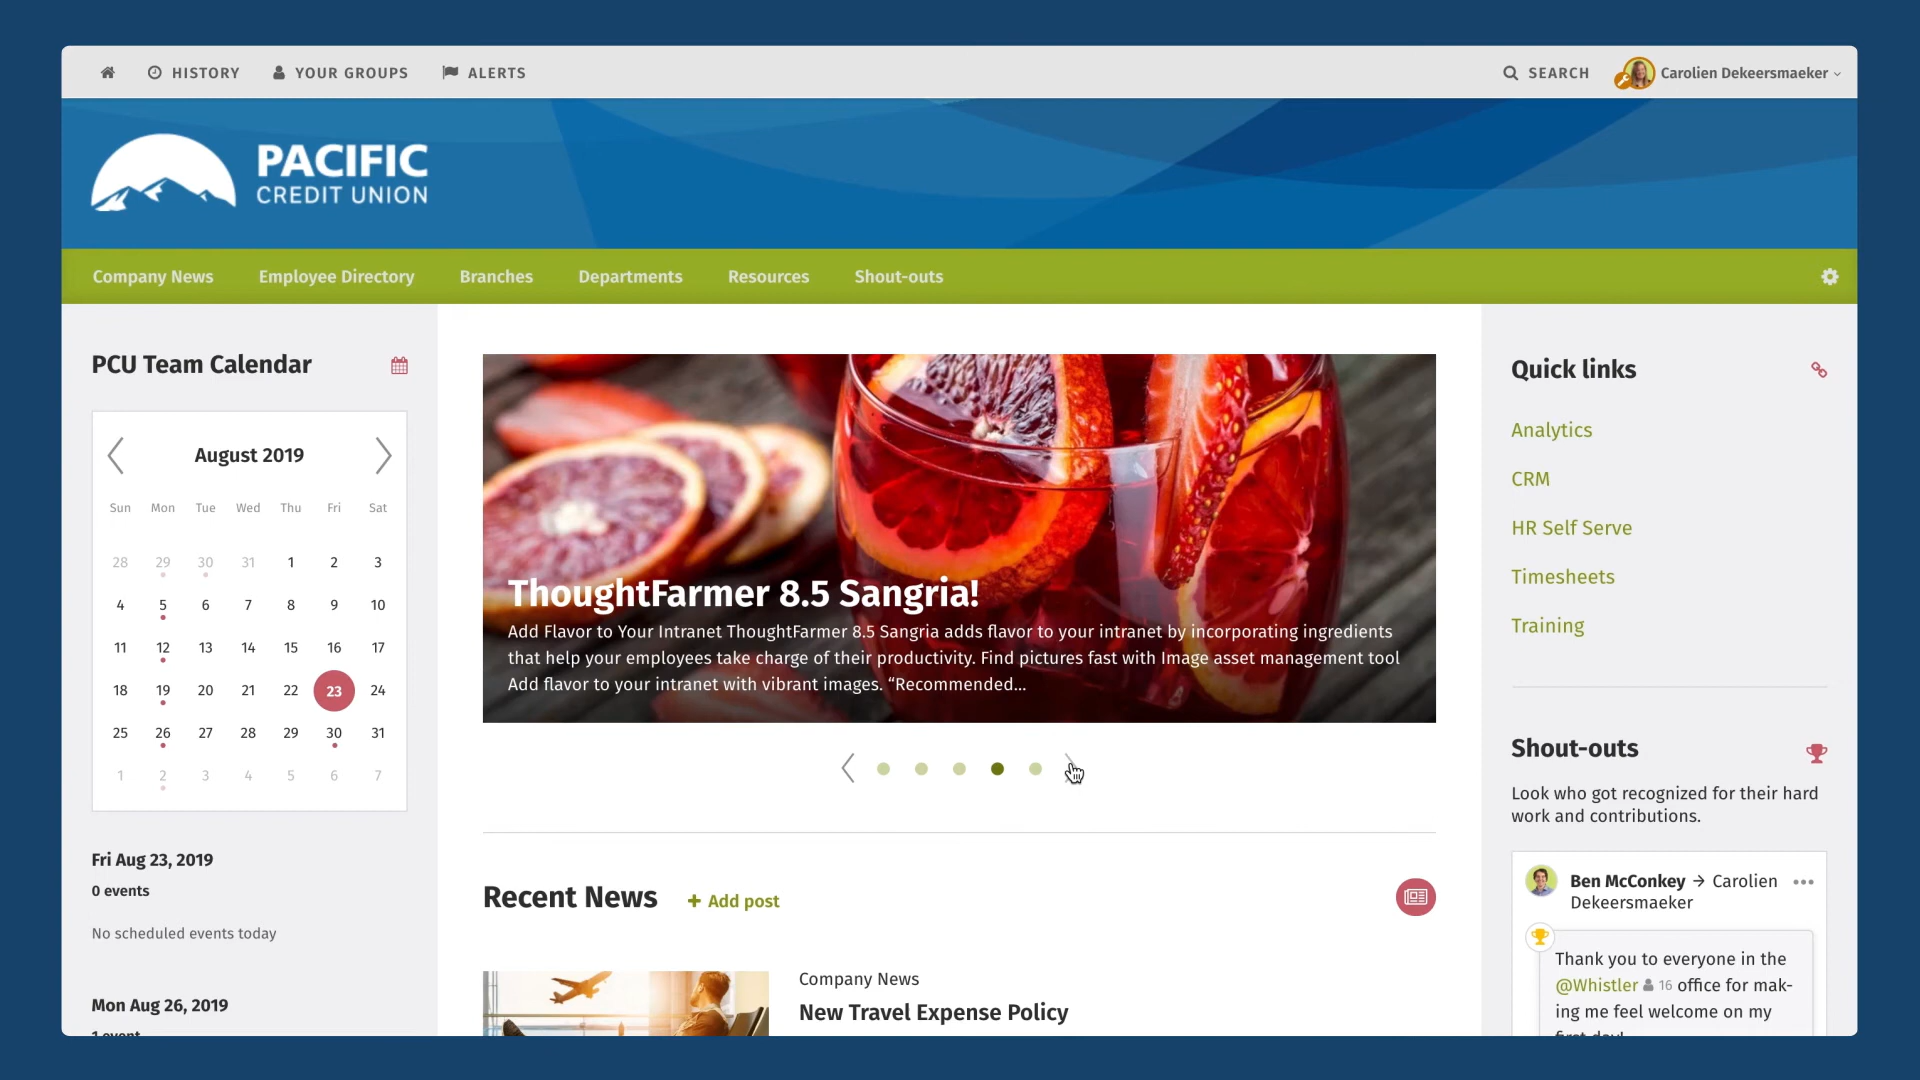 HISTORY
YOUR GROUPS
ALERTS
SEARCH
Carolien Dekeersmaeker
PACIFIC
CREDIT UNION
Company News
Employee Directory
Branches
Departments
Resources
Shout-outs
PCU Team Calendar
August 2019
Sun Mon Tue Wed Thu Fri Sat
28 29 30 31 1 2 3
4 5 6 7 8 9 10
11 12 13 14 15 16 17
18 19 20 21 22 23 24
25 26 27 28 29 30 31
1 2 3 4 5 6 7
Fri Aug 23, 2019
0 events
No scheduled events today
Mon Aug 26, 2019
1 event
ThoughtFarmer 8.5 Sangria!
Add Flavor to Your Intranet ThoughtFarmer 8.5 Sangria adds flavor to your intranet by incorporating ingredients
that help your employees take charge of their productivity. Find pictures fast with Image asset management tool
Add flavor to your intranet with vibrant images. “Recommended...
Recent News
+ Add post
Company News
New Travel Expense Policy
Quick links
Analytics
CRM
HR Self Serve
Timesheets
Training
Shout-outs
Look who got recognized for their hard
work and contributions.
Ben McConkey → Carolien
Dekeersmaeker
Thank you to everyone in the
@Whistler 16 office for mak-
ing me feel welcome on my
first day!